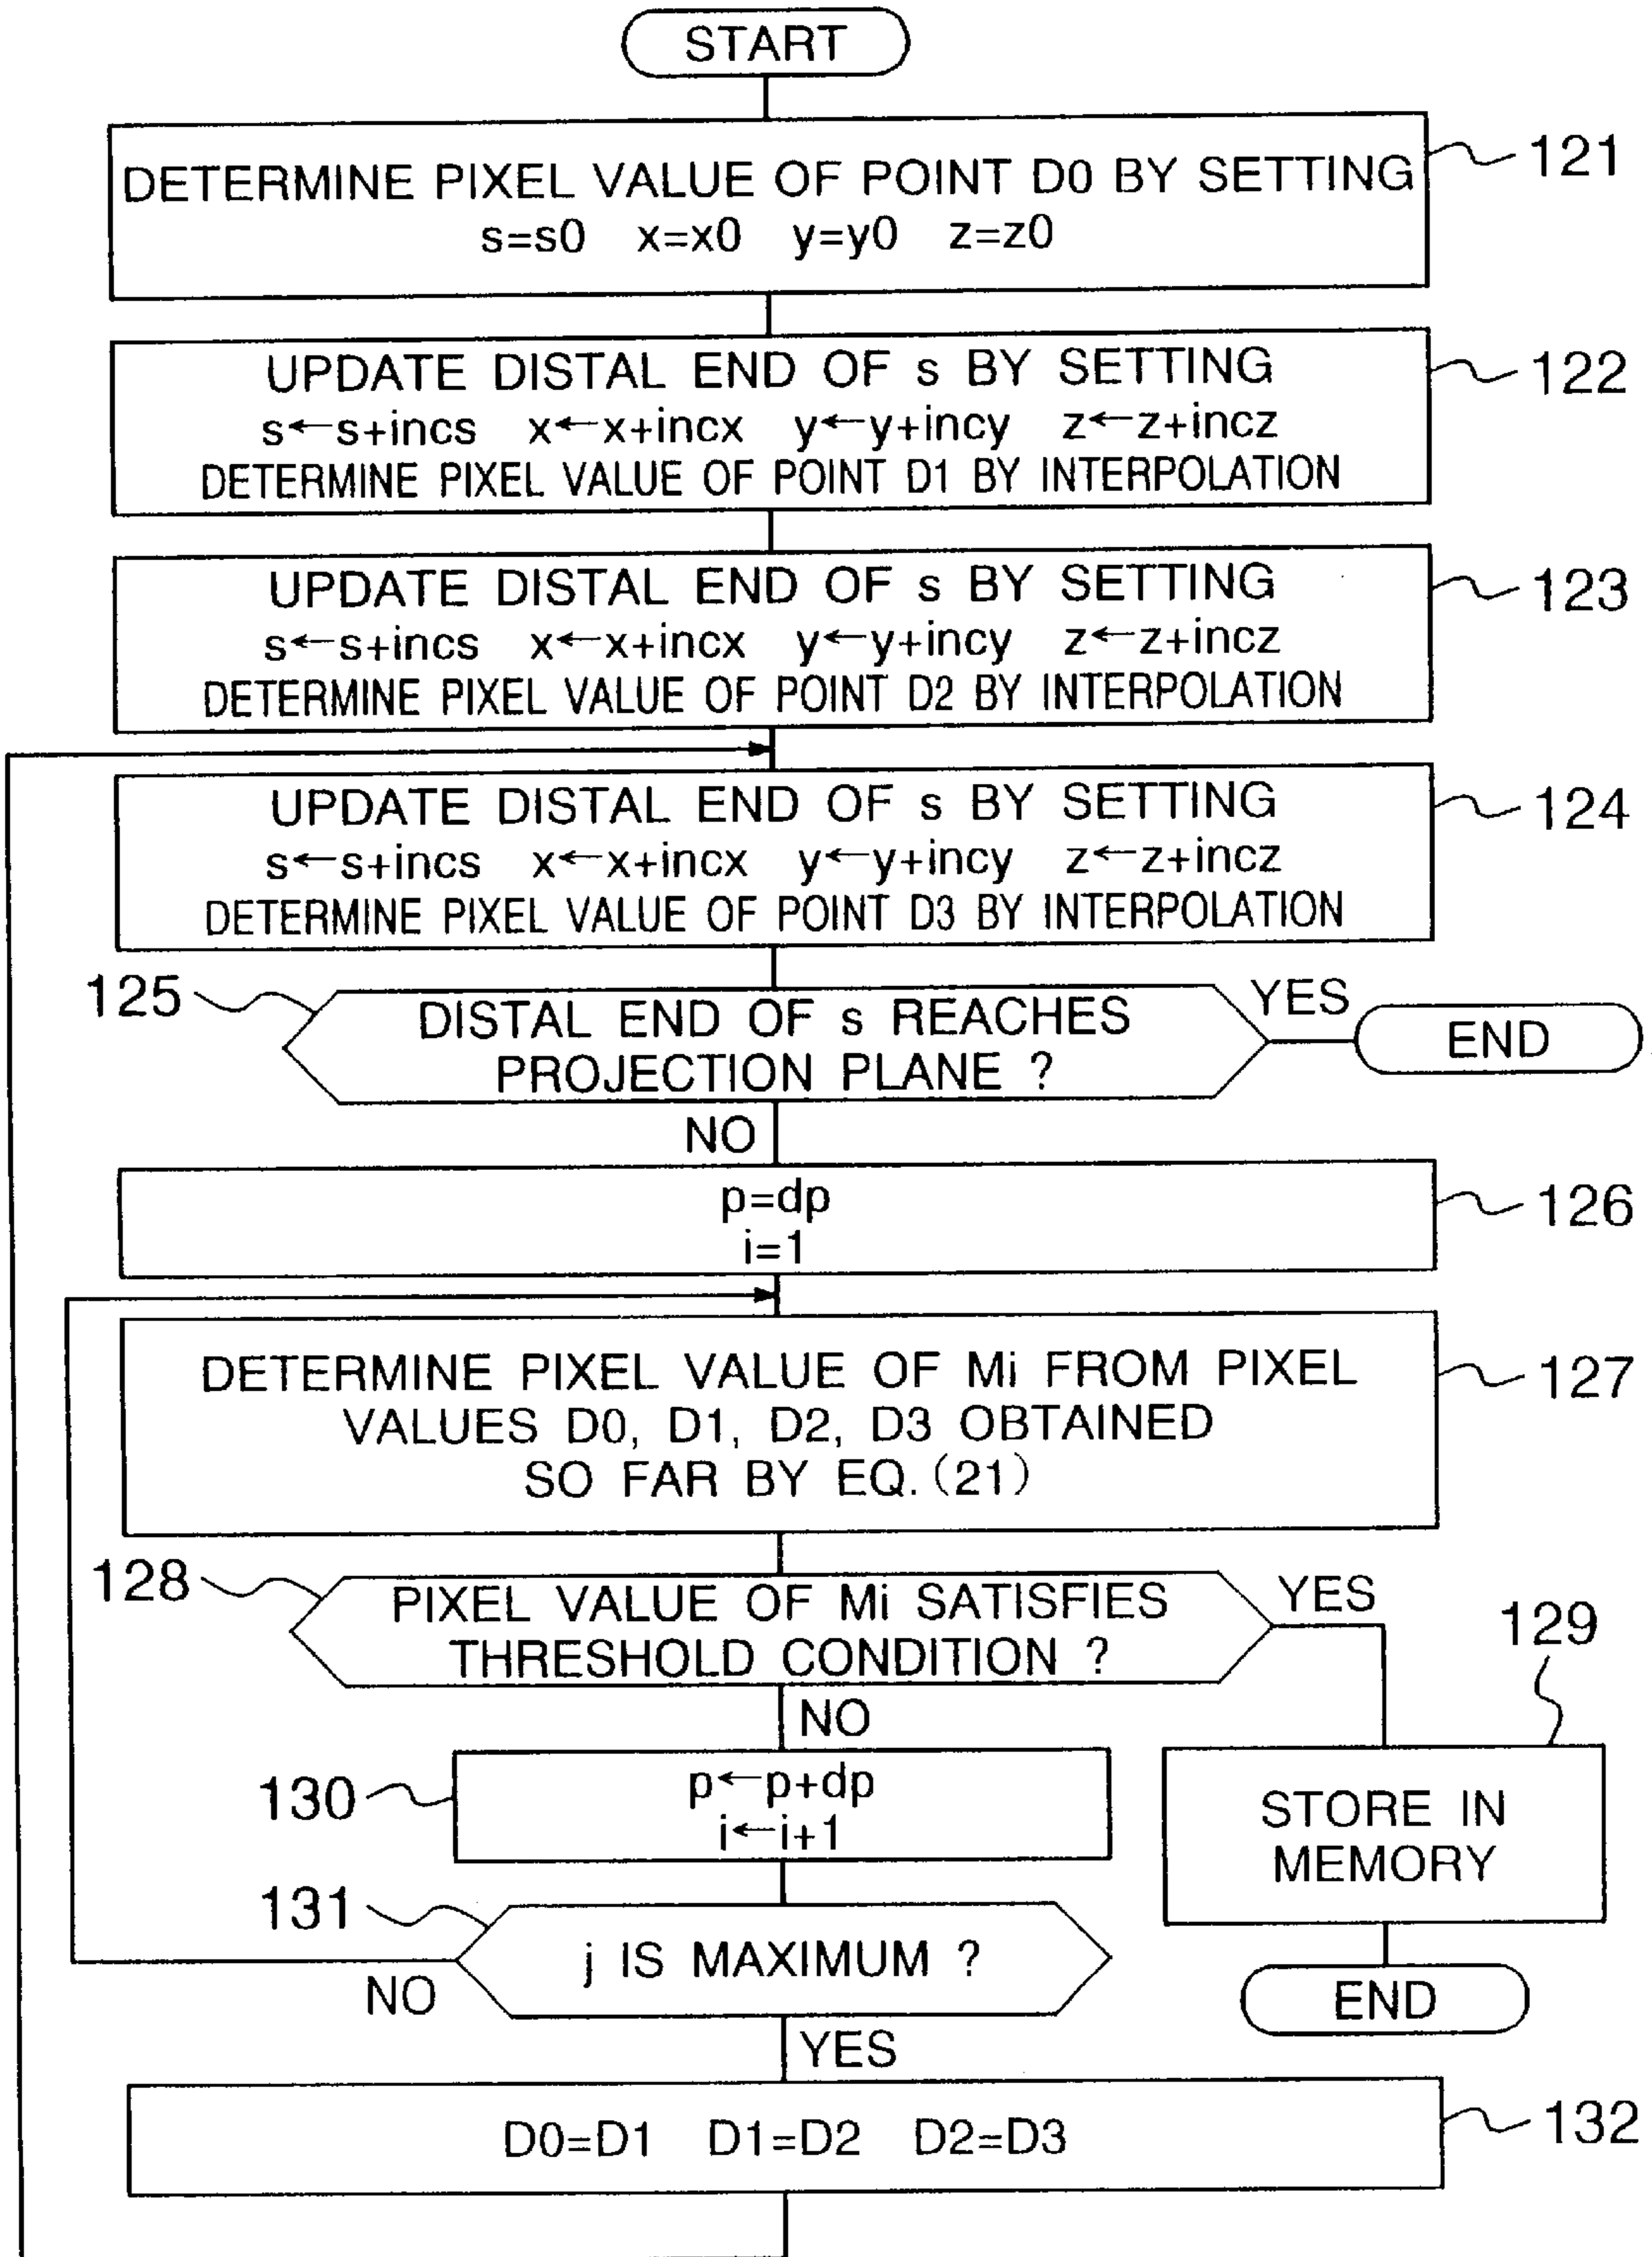 START
DETERMINE PIXEL VALUE OF POINT D0 BY SETTING
s=s0 x=x0 y=y0 z=z0
121
UPDATE DISTAL END OF s BY SETTING
s←s+incs x←x+incx y←y+incy z←z+incz
DETERMINE PIXEL VALUE OF POINT D1 BY INTERPOLATION
122
UPDATE DISTAL END OF s BY SETTING
s←s+incs x←x+incx y←y+incy z←z+incz
DETERMINE PIXEL VALUE OF POINT D2 BY INTERPOLATION
123
UPDATE DISTAL END OF s BY SETTING
s←s+incs x←x+incx y←y+incy z←z+incz
DETERMINE PIXEL VALUE OF POINT D3 BY INTERPOLATION
124
125
DISTAL END OF s REACHES
PROJECTION PLANE ?
YES
END
NO
p=dp
i=1
126
DETERMINE PIXEL VALUE OF Mi FROM PIXEL
VALUES D0, D1, D2, D3 OBTAINED
SO FAR BY EQ. (21)
127
128
PIXEL VALUE OF Mi SATISFIES
THRESHOLD CONDITION ?
YES
NO
129
STORE IN
MEMORY
END
130
p←p+dp
i←i+1
131
j IS MAXIMUM ?
NO
YES
D0=D1 D1=D2 D2=D3
132